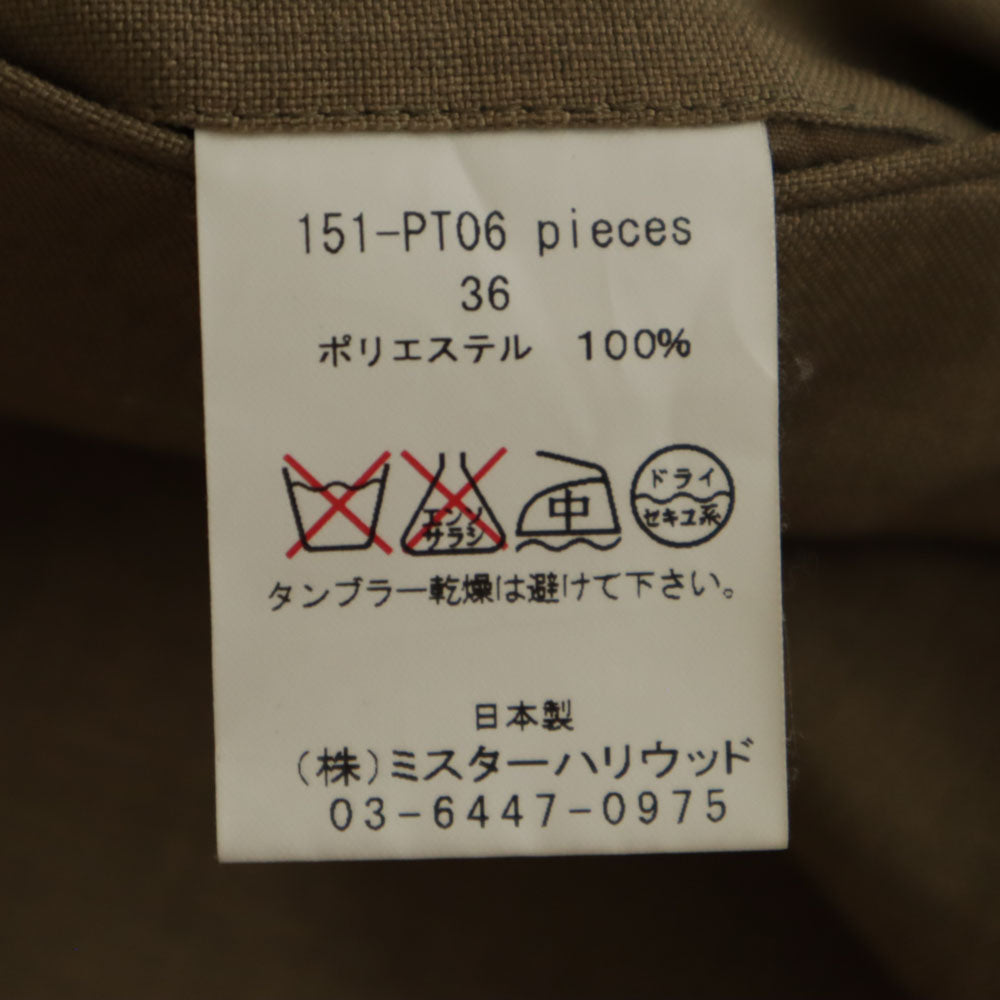 151-PT06 pieces
36
ポリエステル 100%
エンソ
サラシ
中
ドライ
セキユ系
タンブラー乾燥は避けて下さい。
日本製
(株)ミスターハリウッド
03-6447-0975